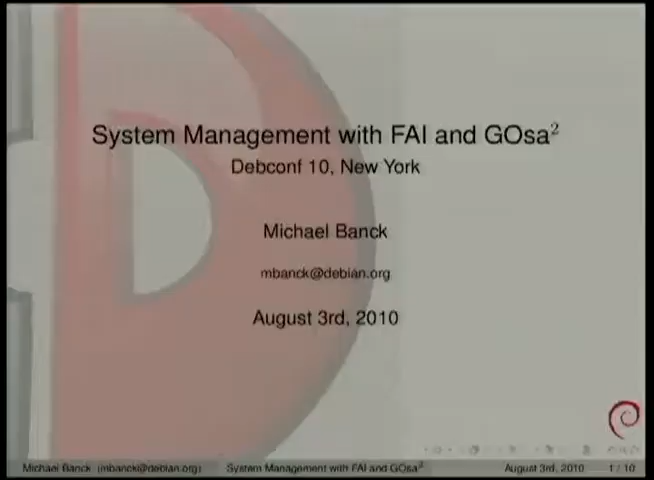 System Management with FAI and GOsa²
Debconf 10, New York
Michael Banck
mbanck@debian.org
August 3rd, 2010
Michael Banck (mbanck@debian.org) System Management with FAI and GOsa² August 3rd, 2010 1 / 10